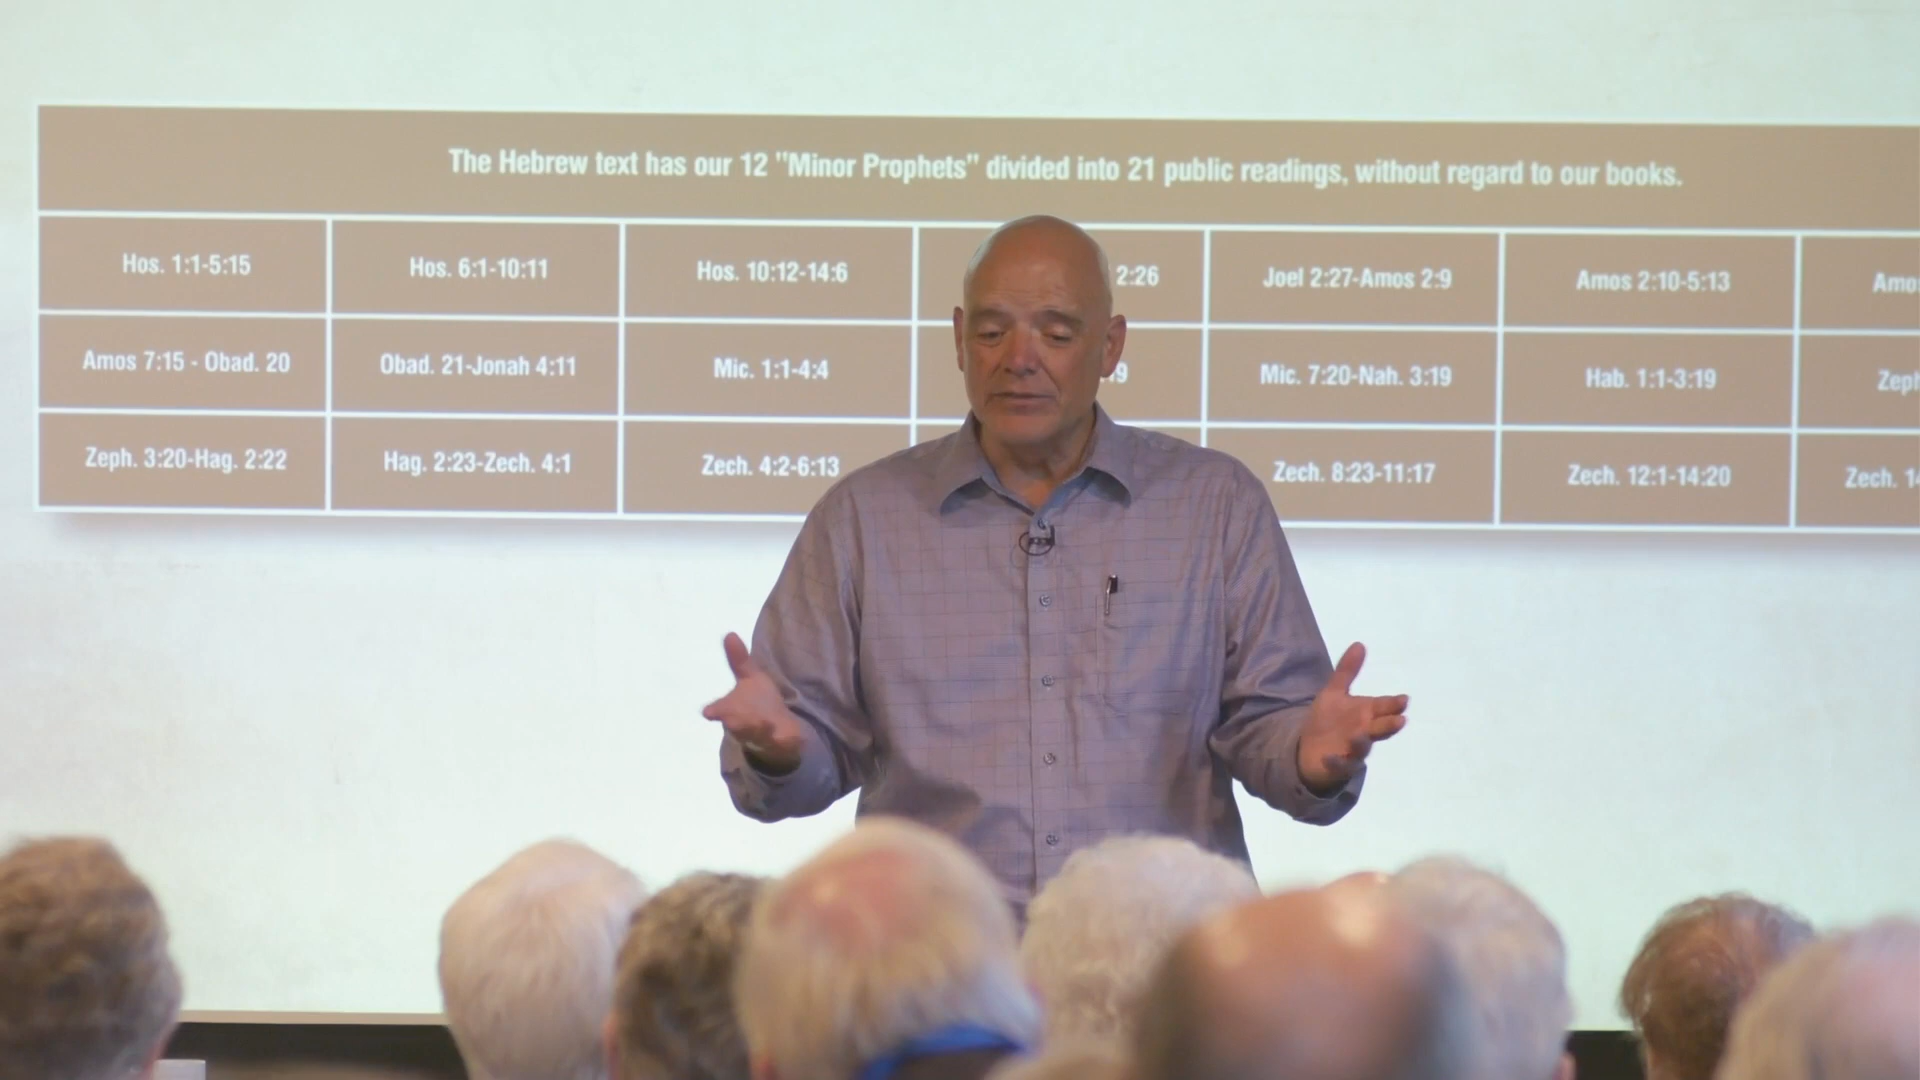 The Hebrew text has our 12 "Minor Prophets" divided into 21 public readings, without regard to our books.
Hos. 1:1-5:15 Hos. 6:1-10:11 Hos. 10:12-14:6 2:26 Joel 2:27-Amos 2:9 Amos 2:10-5:13
Amos 7:15 - Obad. 20 Obad. 21-Jonah 4:11 Mic. 1:1-4:4 Mic. 7:20-Nah. 3:19 Hab. 1:1-3:19
Zeph. 3:20-Hag. 2:22 Hag. 2:23-Zech. 4:1 Zech. 4:2-6:13 Zech. 8:23-11:17 Zech. 12:1-14:20 Zech.